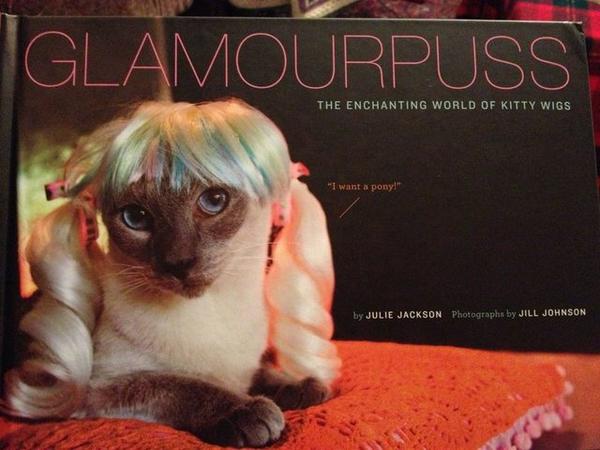 GLAMOURPUSS
THE ENCHANTING WORLD OF KITTY WIGS
"I want a pony!"
by JULIE JACKSON Photographs by JILL JOHNSON